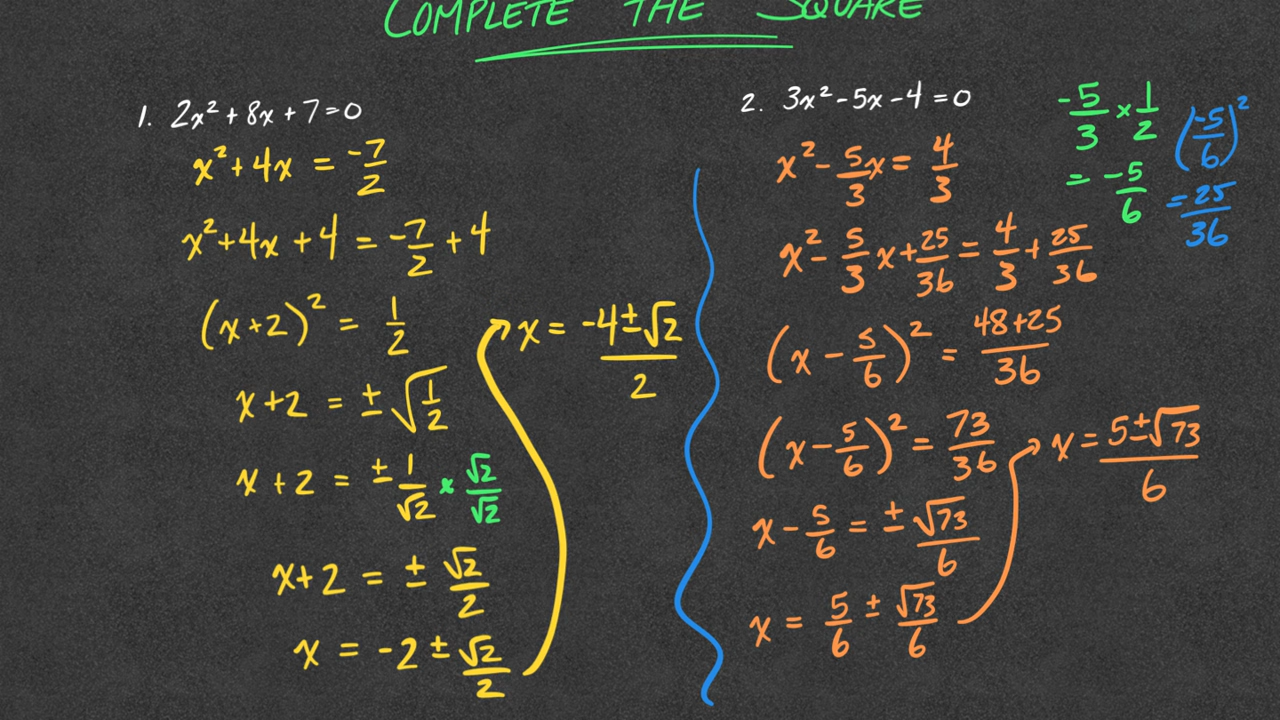 COMPLETE THE SQUARE
1. 2x² + 8x + 7 = 0
x² + 4x = -7/2
x² + 4x + 4 = -7/2 + 4
(x + 2)² = 1/2
x + 2 = ± √(1/2)
x + 2 = ± 1/√2 × √2/√2
x + 2 = ± √2/2
x = -2 ± √2/2
x = (-4 ± √2)/2
2. 3x² - 5x - 4 = 0
x² - 5/3 x = 4/3
x² - 5/3 x + 25/36 = 4/3 + 25/36
(x - 5/6)² = (48 + 25)/36
(x - 5/6)² = 73/36
x - 5/6 = ± √73/6
x = 5/6 ± √73/6
x = (5 ± √73)/6
-5/3 × 1/2
= -5/6
(-5/6)²
= 25/36